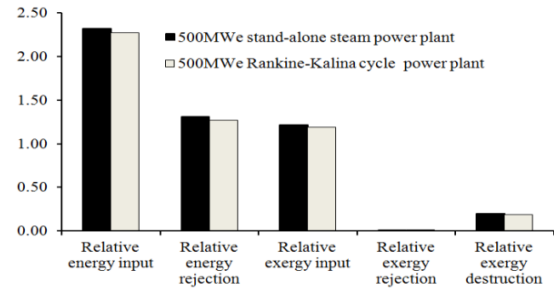 2.50
500MWe stand-alone steam power plant
2.00
500MWe Rankine-Kalina cycle power plant
1.50
1.00
0.50
0.00
Relative energy input
Relative energy rejection
Relative exergy input
Relative exergy rejection
Relative exergy destruction